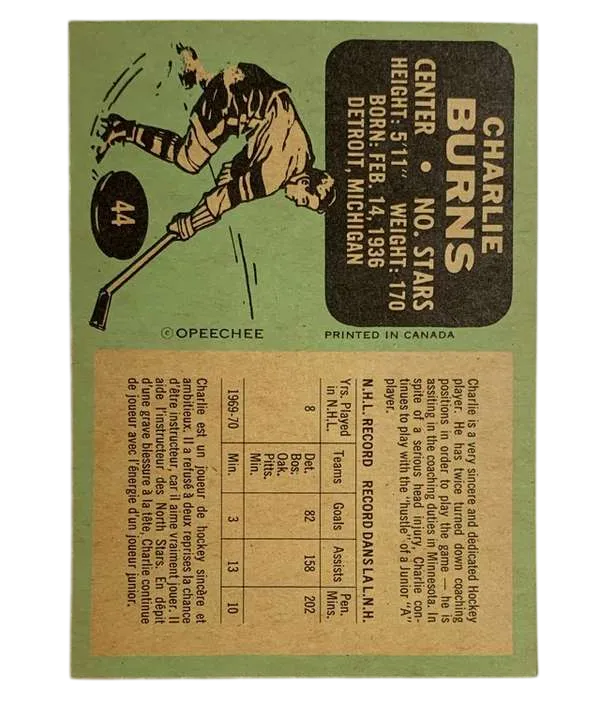 CHARLIE
BURNS
CENTER • NO. STARS
HEIGHT: 5'11" WEIGHT: 170
BORN: FEB. 14, 1936
DETROIT, MICHIGAN
44
©OPEECHEE
PRINTED IN CANADA
Charlie is a very sincere and dedicated Hockey
player. He has twice turned down coaching
positions in order to play the game — he is
assiting in the coaching duties in Minnesota. In
spite of a serious head injury, Charlie con-
tinues to play with the "hustle" of a Junior "A"
player.
N.H.L. RECORD RECORD DANS LA L.N.H.
Yrs. Played in N.H.L. Teams Goals Assists Pen. Mins.
8 Det. 82 158 202
Bos.
Oak.
Pitts.
Min.
1969-70 Min. 3 13 10
Charlie est un joueur de hockey sincère et
ambitieux. Il a refusé à deux reprises la chance
d'être instructeur, car il aime vraiment jouer. Il
aide l'instructeur des North Stars. En dépit
d'une grave blessure à la tête, Charlie continue
de joueur avec l'énergie d'un joueur junior.